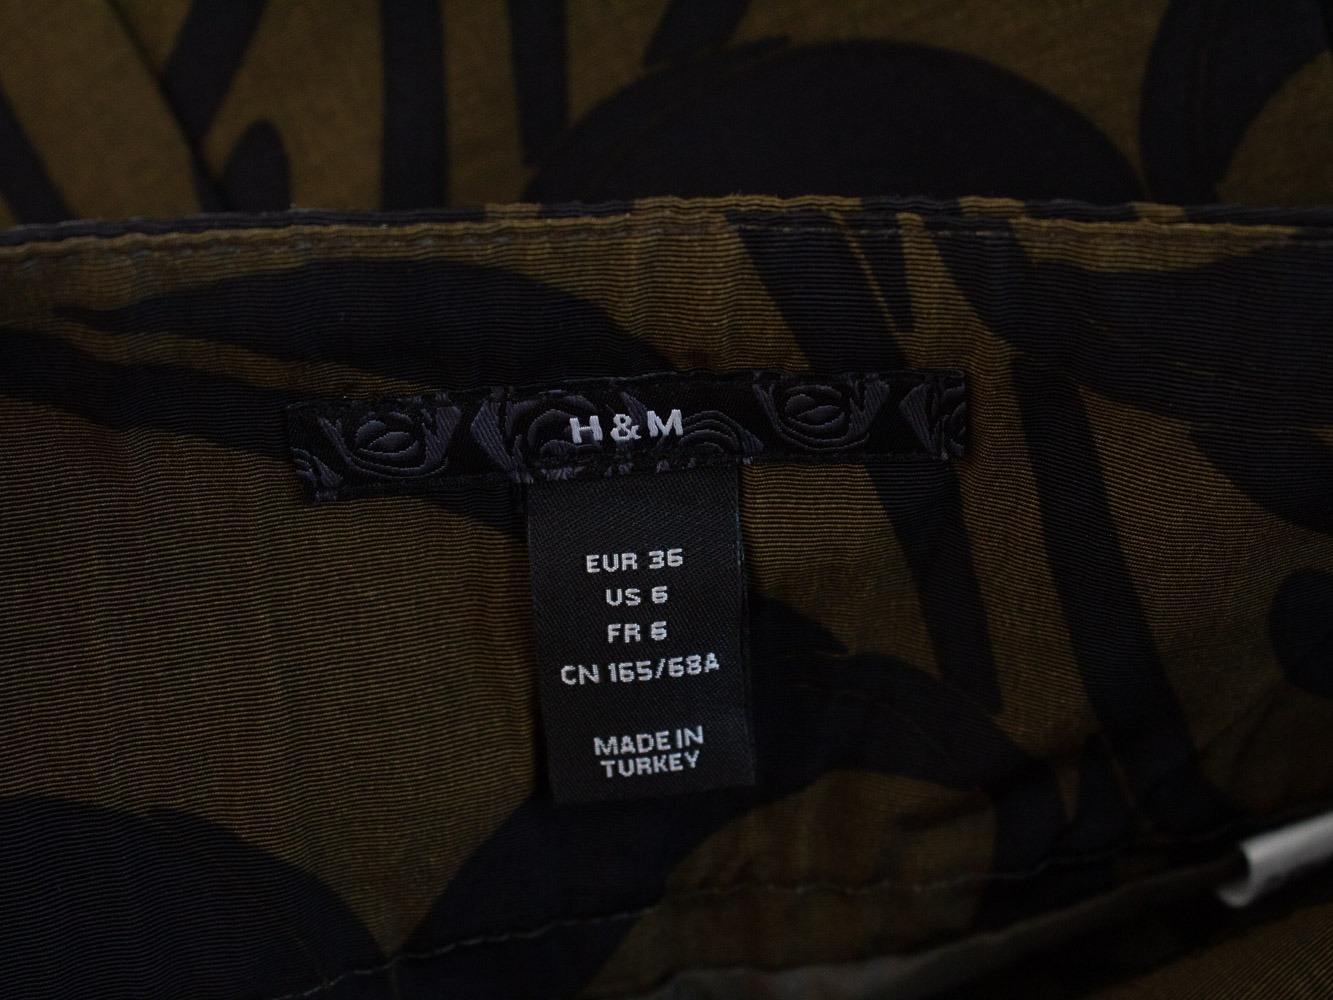 H&M
EUR 36
US 6
FR 6
CN 165/68A
MADE IN
TURKEY